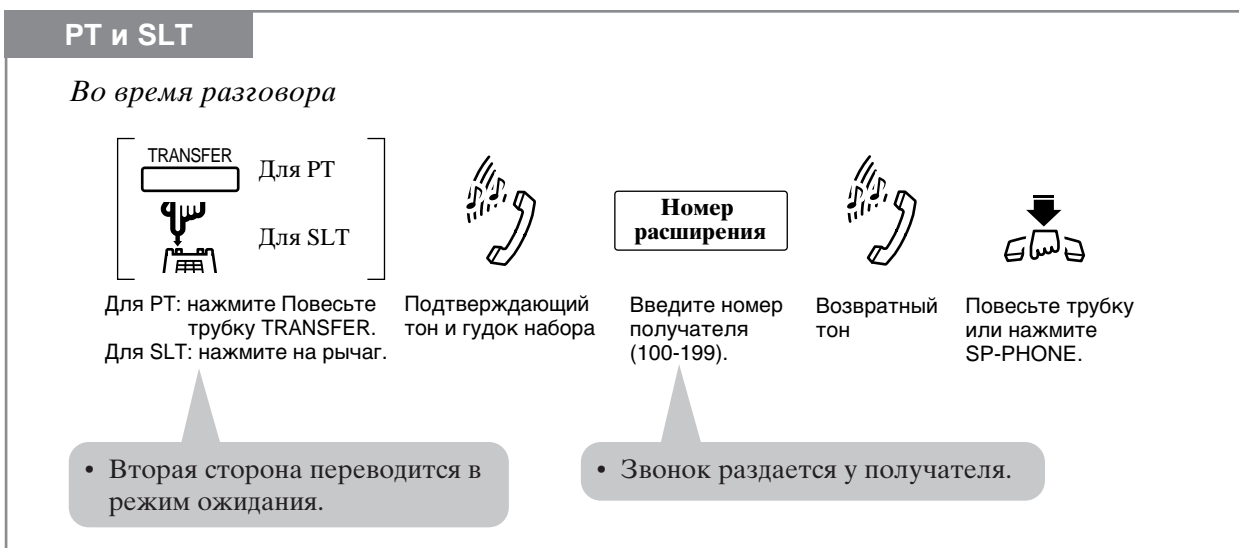 PT и SLT
Во время разговора
TRANSFER
Для PT
Для SLT
Номер
расширения
Для PT: нажмите Повесьте
трубку TRANSFER.
Для SLT: нажмите на рычаг.
Подтверждающий
тон и гудок набора
Введите номер
получателя
(100-199).
Возвратный
тон
Повесьте трубку
или нажмите
SP-PHONE.
• Вторая сторона переводится в
режим ожидания.
• Звонок раздается у получателя.